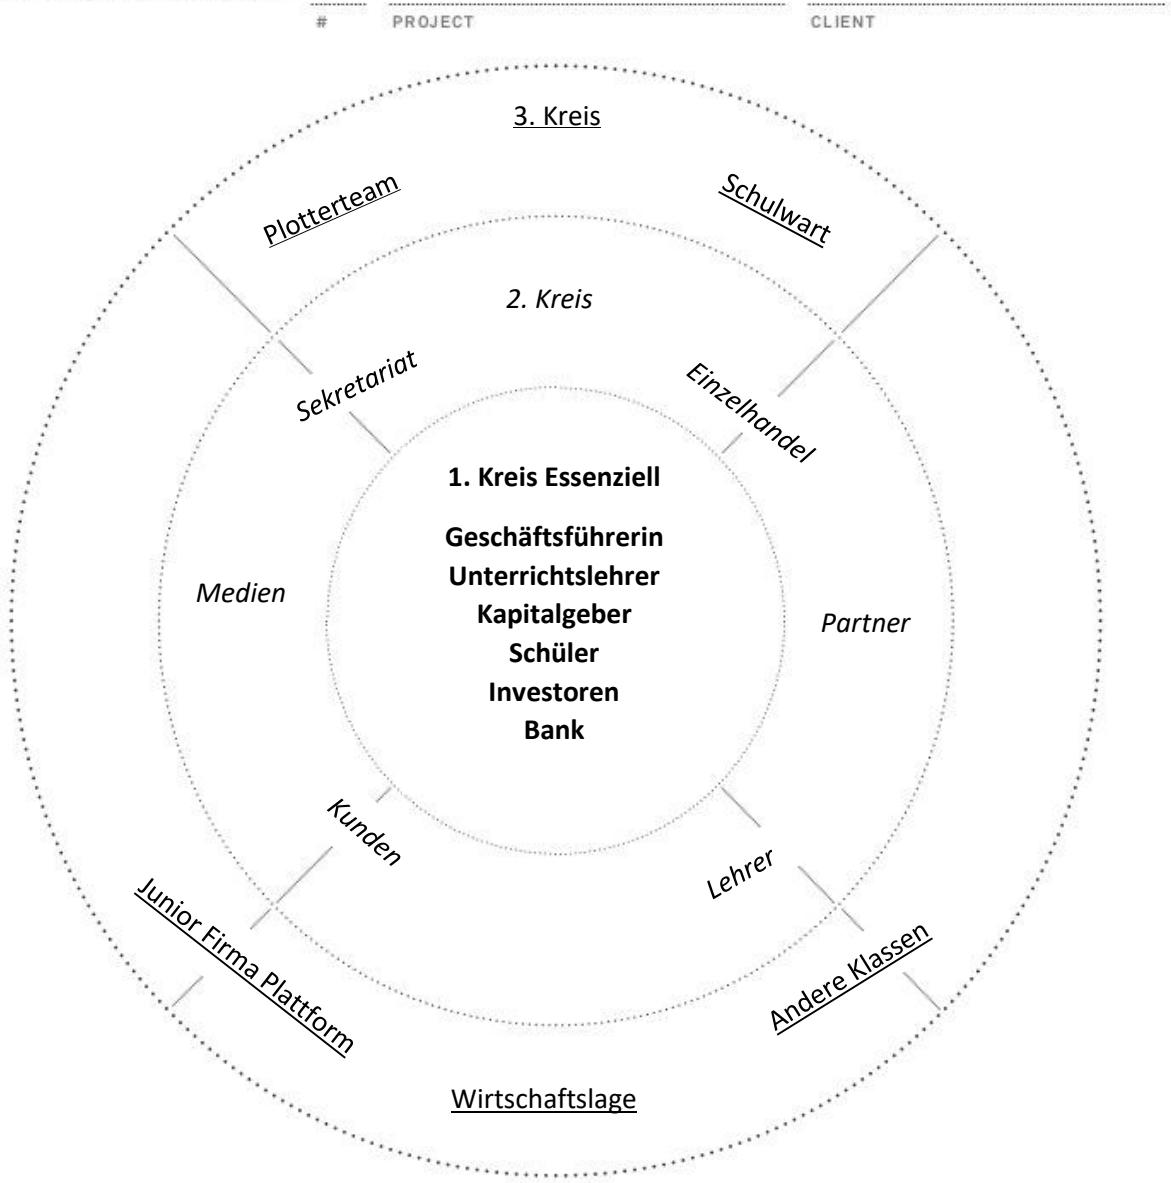 # PROJECT CLIENT
3. Kreis
Plotterteam
Schulwart
2. Kreis
Sekretariat
Einzelhandel
1. Kreis Essenziell
Geschäftsführerin
Unterrichtslehrer
Kapitalgeber
Schüler
Investoren
Bank
Medien
Partner
Kunden
Lehrer
Junior Firma Plattform
Andere Klassen
Wirtschaftslage